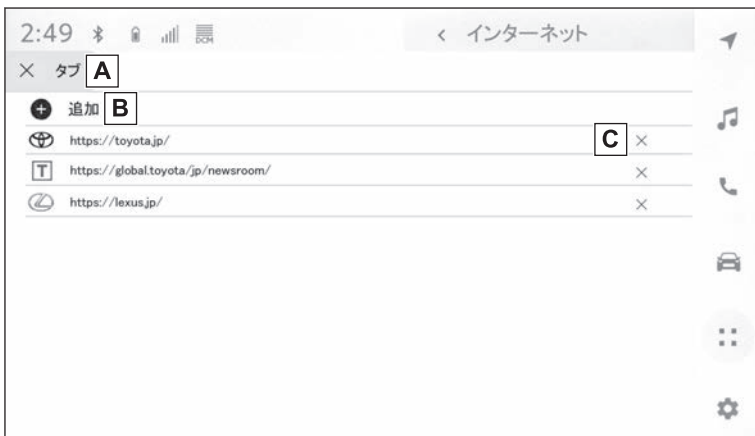 2:49 DCM < インターネット
× タブ A
追加 B
https://toyota.jp/ C ×
T https://global.toyota/jp/newsroom/ ×
https://lexus.jp/ ×